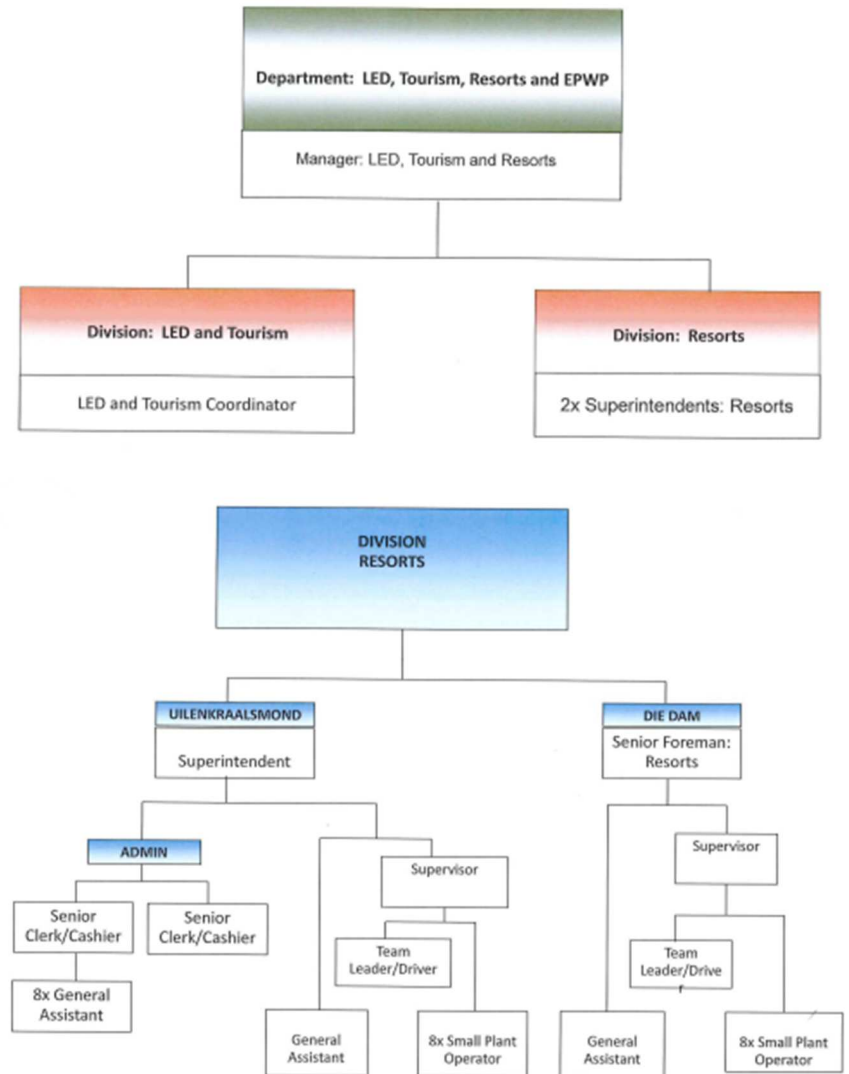 Department: LED, Tourism, Resorts and EPWP
Manager: LED, Tourism and Resorts
Division: LED and Tourism
LED and Tourism Coordinator
Division: Resorts
2x Superintendents: Resorts
DIVISION
RESORTS
UILENKRAALSMOND
Superintendent
DIE DAM
Senior Foreman:
Resorts
ADMIN
Senior
Clerk/Cashier
Senior
Clerk/Cashier
8x General
Assistant
Supervisor
Team
Leader/Driver
General
Assistant
8x Small Plant
Operator
Supervisor
Team
Leader/Drive
r
General
Assistant
8x Small Plant
Operator